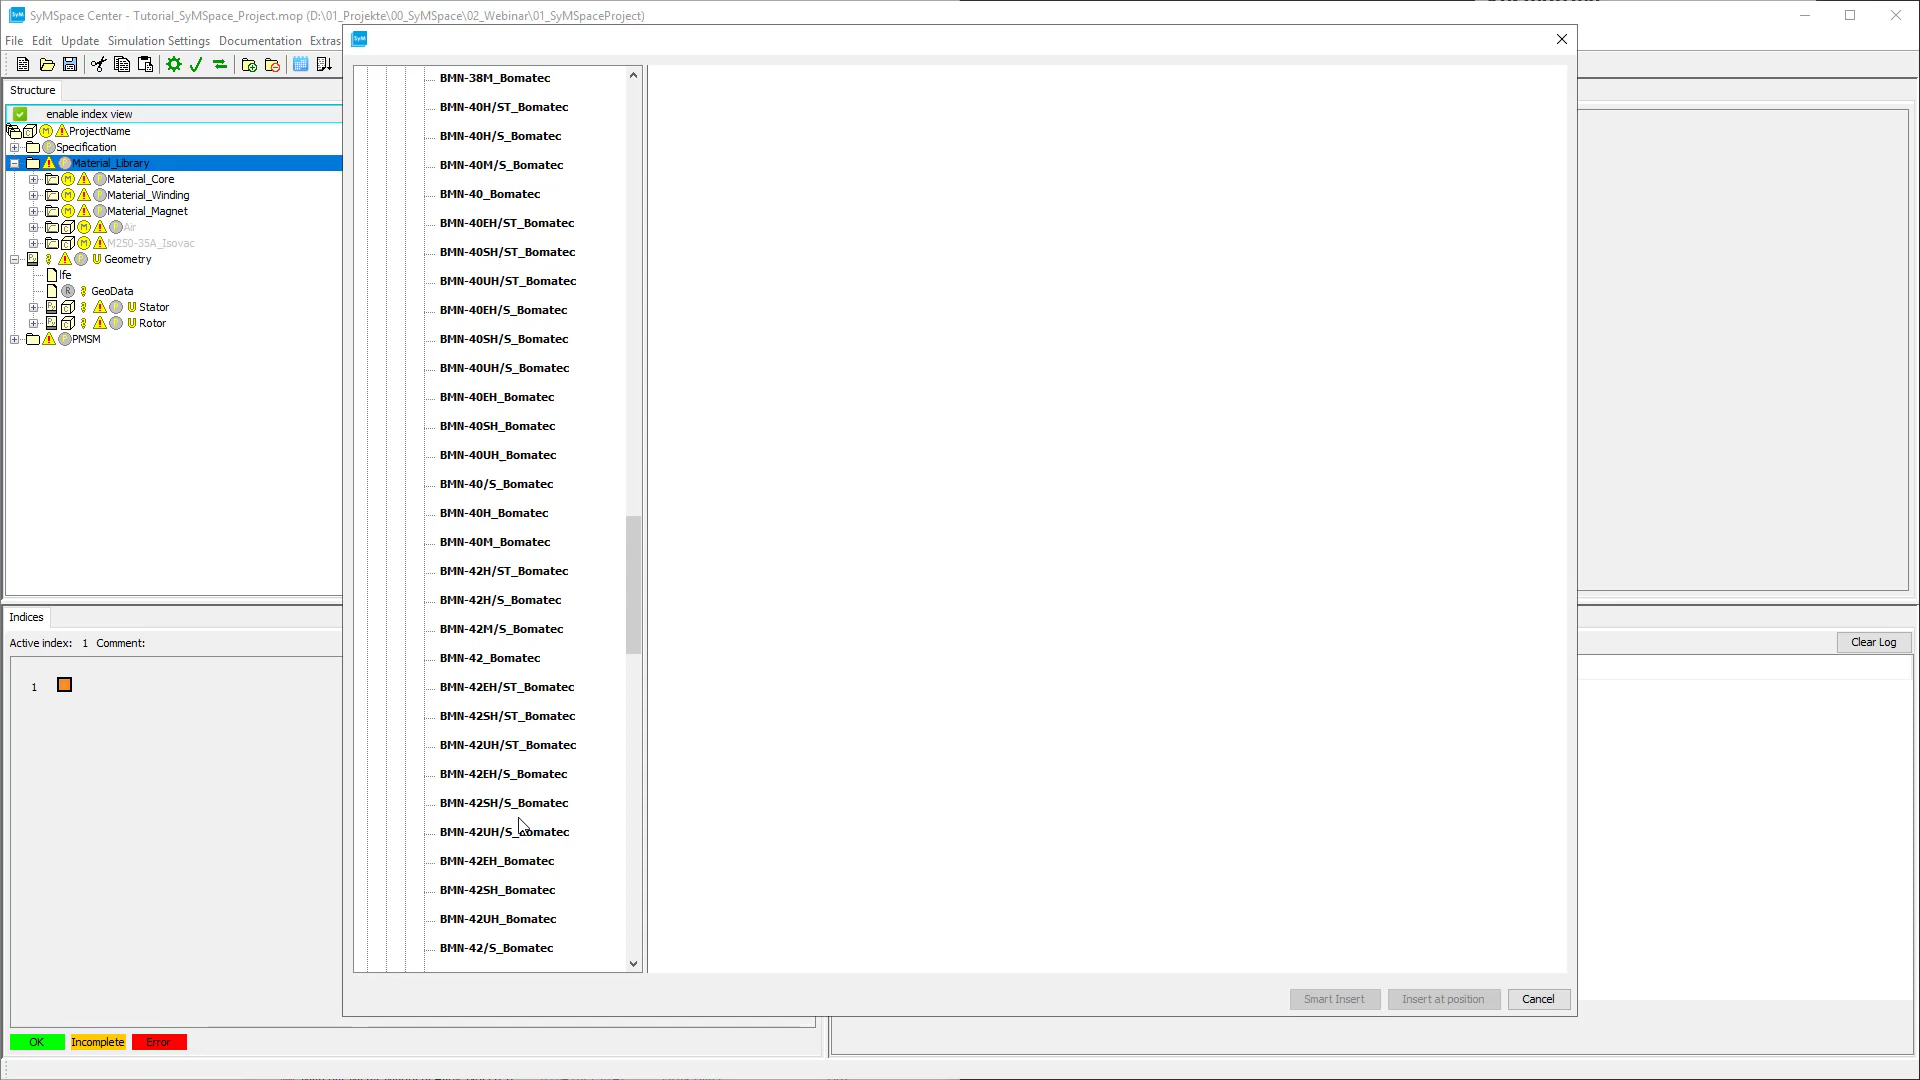 SyMSpace Center - Tutorial_SyMSpace_Project.mop (D:\01_Projekte\00_SyMSpace\02_Webinar\01_SyMSpaceProject)
File Edit Update Simulation Settings Documentation Extras
Structure
enable index view
ProjectName
Specification
Material_Library
Material_Core
Material_Winding
Material_Magnet
Air
M250-35A_Isovac
Geometry
lfe
GeoData
Stator
Rotor
PMSM
BMN-38M_Bomatec
BMN-40H/ST_Bomatec
BMN-40H/S_Bomatec
BMN-40M/S_Bomatec
BMN-40_Bomatec
BMN-40EH/ST_Bomatec
BMN-40SH/ST_Bomatec
BMN-40UH/ST_Bomatec
BMN-40EH/S_Bomatec
BMN-40SH/S_Bomatec
BMN-40UH/S_Bomatec
BMN-40EH_Bomatec
BMN-40SH_Bomatec
BMN-40UH_Bomatec
BMN-40/S_Bomatec
BMN-40H_Bomatec
BMN-40M_Bomatec
BMN-42H/ST_Bomatec
BMN-42H/S_Bomatec
BMN-42M/S_Bomatec
BMN-42_Bomatec
BMN-42EH/ST_Bomatec
BMN-42SH/ST_Bomatec
BMN-42UH/ST_Bomatec
BMN-42EH/S_Bomatec
BMN-42SH/S_Bomatec
BMN-42UH/S_Bomatec
BMN-42EH_Bomatec
BMN-42SH_Bomatec
BMN-42UH_Bomatec
BMN-42/S_Bomatec
Smart Insert
Insert at position
Cancel
Indices
Active index: 1 Comment:
1
Clear Log
OK
Incomplete
Error